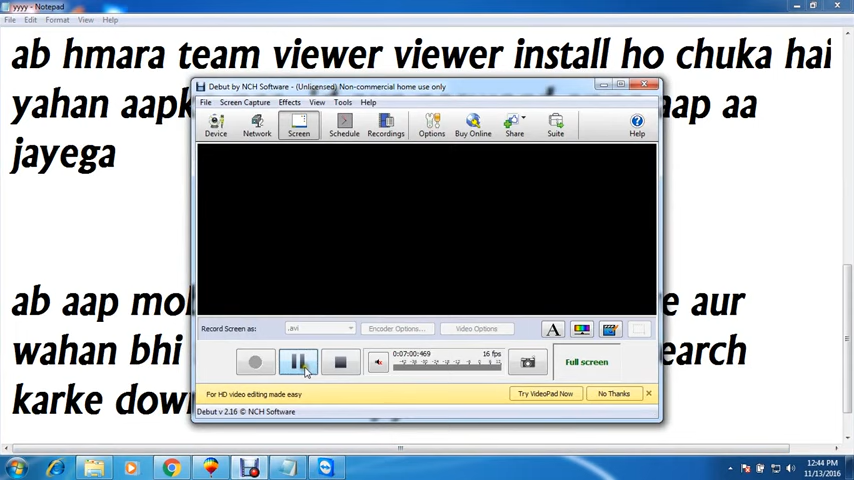 yyyy - Notepad
File Edit Format View Help
ab hmara team viewer viewer install ho chuka hai
yahan aapk
aap aa
jayega
ab aap mo
e aur
wahan bhi
earch
karke dow
Debut by NCH Software - (Unlicensed) Non-commercial home use only
File Screen Capture Effects View Tools Help
Device Network Screen Schedule Recordings Options Buy Online Share Suite Help
Record Screen as: .avi Encoder Options... Video Options
0:07:00:469 16 fps
Full screen
For HD video editing made easy Try VideoPad Now No Thanks
Debut v 2.16 © NCH Software
12:44 PM
11/13/2016